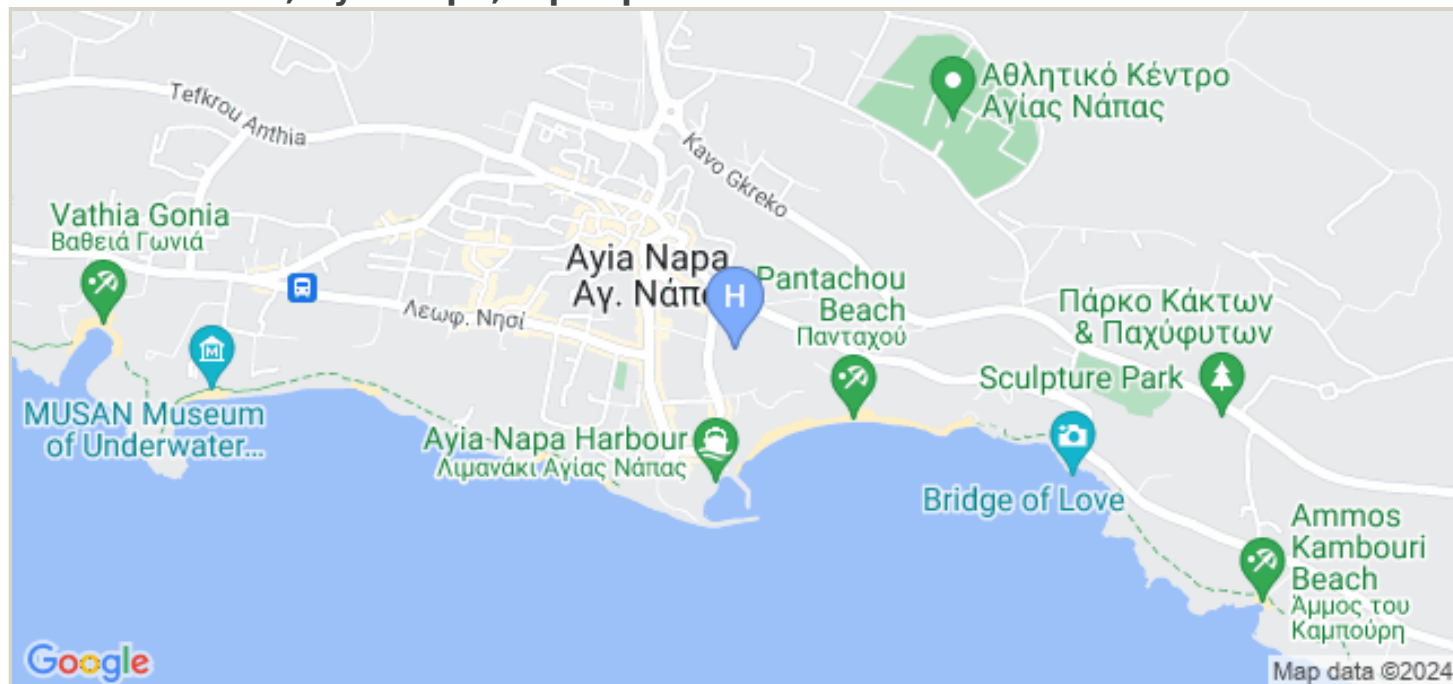 Tefkrou Anthia
Αθλητικό Κέντρο
Αγίας Νάπας
Kavo Gkreko
Vathia Gonia
Βαθειά Γωνιά
Ayia Napa
Αγ. Νάπ
H
Pantachou
Beach
Πανταχού
Λεωφ. Νησί
Πάρκο Κάκτων
& Παχύφυτων
Sculpture Park
MUSAN Museum
of Underwater...
M
Ayia-Napa Harbour
Λιμανάκι Αγίας Νάπας
Bridge of Love
Ammos
Kambouri
Beach
Άμμος του
Καμπούρη
Google
Map data ©2024